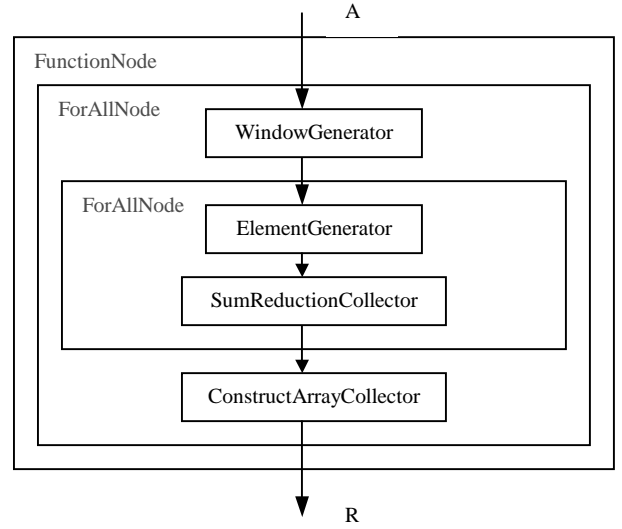 A
FunctionNode
ForAllNode
WindowGenerator
ForAllNode
ElementGenerator
SumReductionCollector
ConstructArrayCollector
R